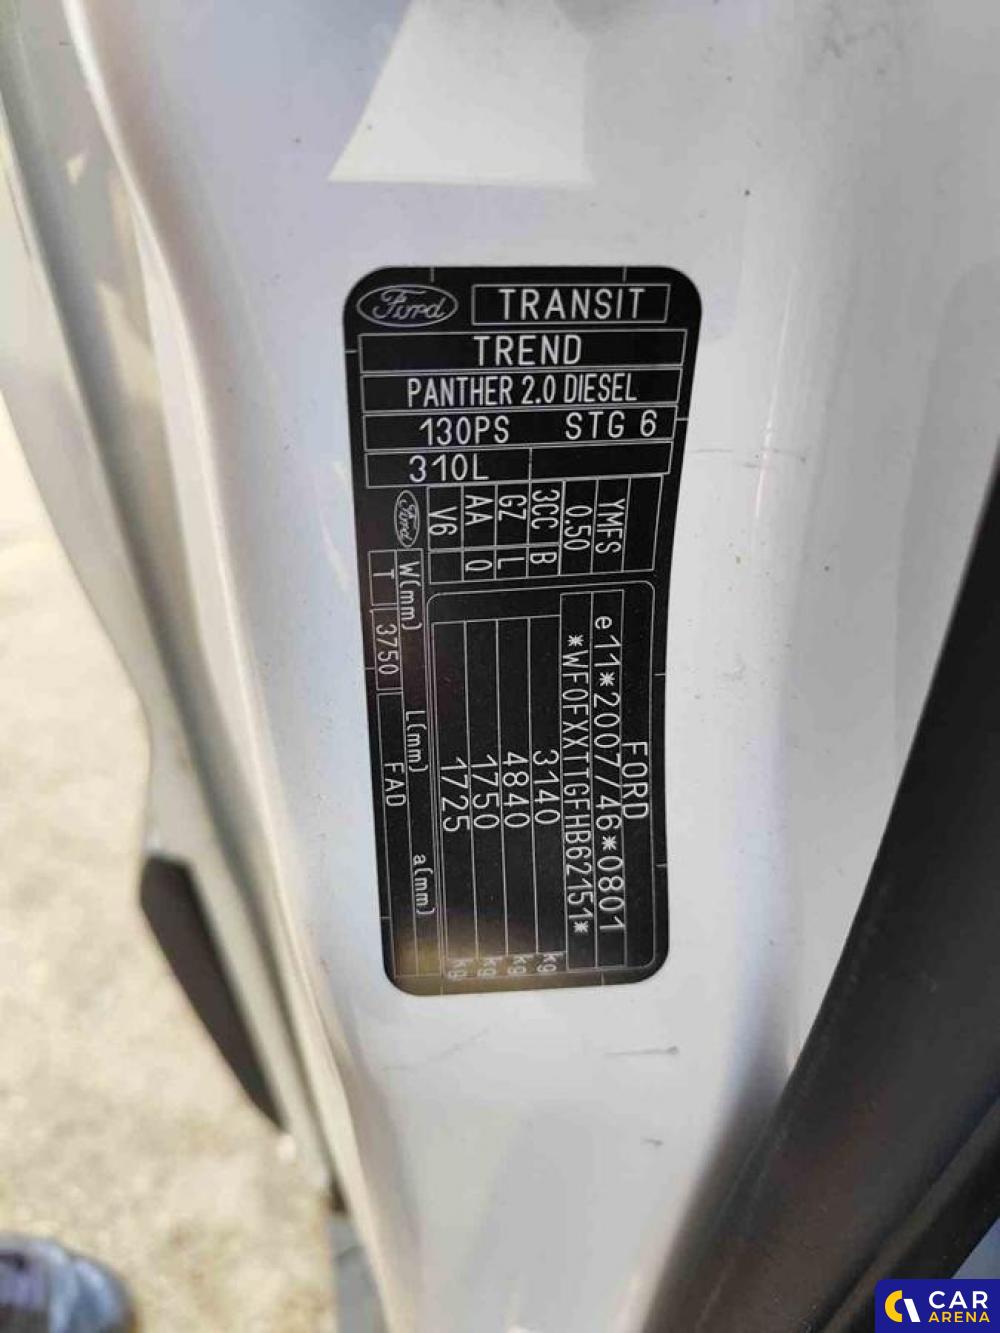 Ford TRANSIT
TREND
PANTHER 2.0 DIESEL
130PS STG 6
310L
FORD
e11*2007/46*0801
*WF0FXXTTGFHB62151*
3140 kg
4840 kg
1750 kg
1725 kg
YMFS
0.50
3CC B
GZ L
AA Q
V6
Ford W(mm) L(mm) a(mm)
T 3750 FAD
CAR
ARENA